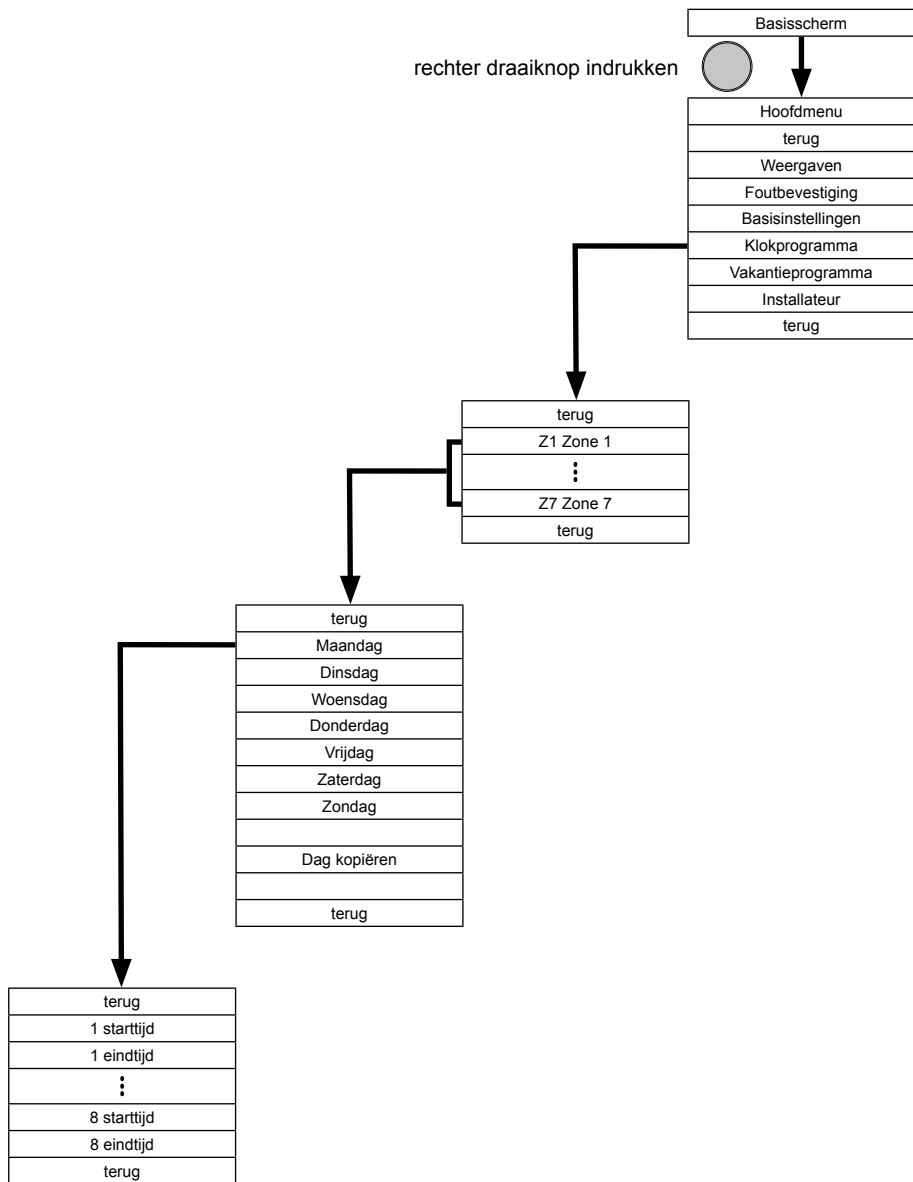 Basisscherm
rechter draaiknop indrukken
Hoofdmenu
terug
Weergaven
Foutbevestiging
Basisinstellingen
Klokprogramma
Vakantieprogramma
Installateur
terug
terug
Z1 Zone 1
Z7 Zone 7
terug
terug
Maandag
Dinsdag
Woensdag
Donderdag
Vrijdag
Zaterdag
Zondag
Dag kopiëren
terug
terug
1 starttijd
1 eindtijd
8 starttijd
8 eindtijd
terug